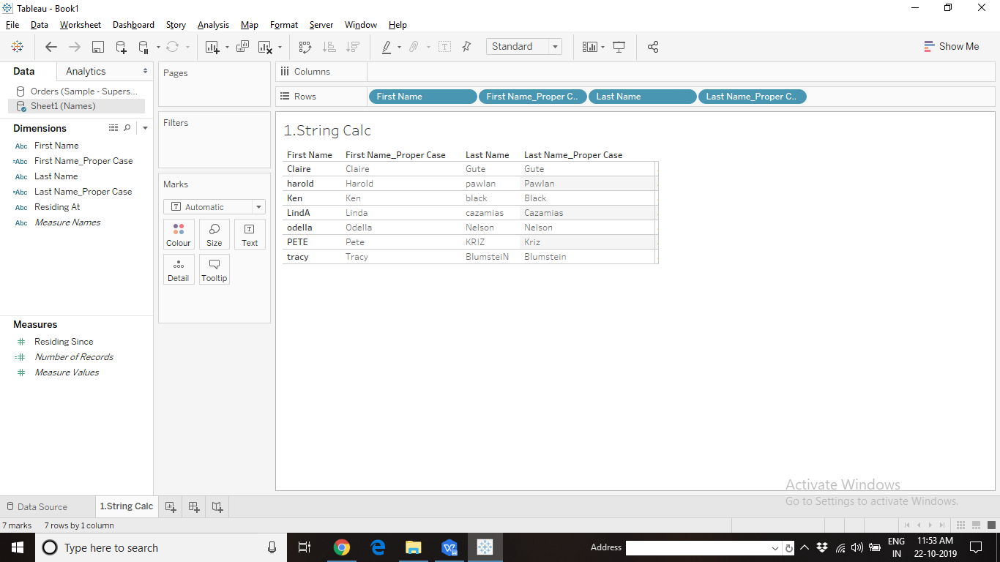 Tableau - Book1
File Data Worksheet Dashboard Story Analysis Map Format Server Window Help
Standard
Show Me
Data Analytics
Orders (Sample - Supers...
Sheet1 (Names)
Dimensions
Abc First Name
=Abc First Name_Proper Case
Abc Last Name
=Abc Last Name_Proper Case
Abc Residing At
Abc Measure Names
Measures
# Residing Since
=# Number of Records
# Measure Values
Pages
Filters
Marks
Automatic
Colour Size Text
Detail Tooltip
Columns
Rows First Name First Name_Proper C.. Last Name Last Name_Proper C..
1.String Calc
First Name First Name_Proper Case Last Name Last Name_Proper Case
Claire Claire Gute Gute
harold Harold pawlan Pawlan
Ken Ken black Black
LindA Linda cazamias Cazamias
odella Odella Nelson Nelson
PETE Pete KRIZ Kriz
tracy Tracy BlumsteiN Blumstein
Activate Windows
Go to Settings to activate Windows.
Data Source 1.String Calc
7 marks 7 rows by 1 column
Type here to search
Address
ENG
IN
11:53 AM
22-10-2019